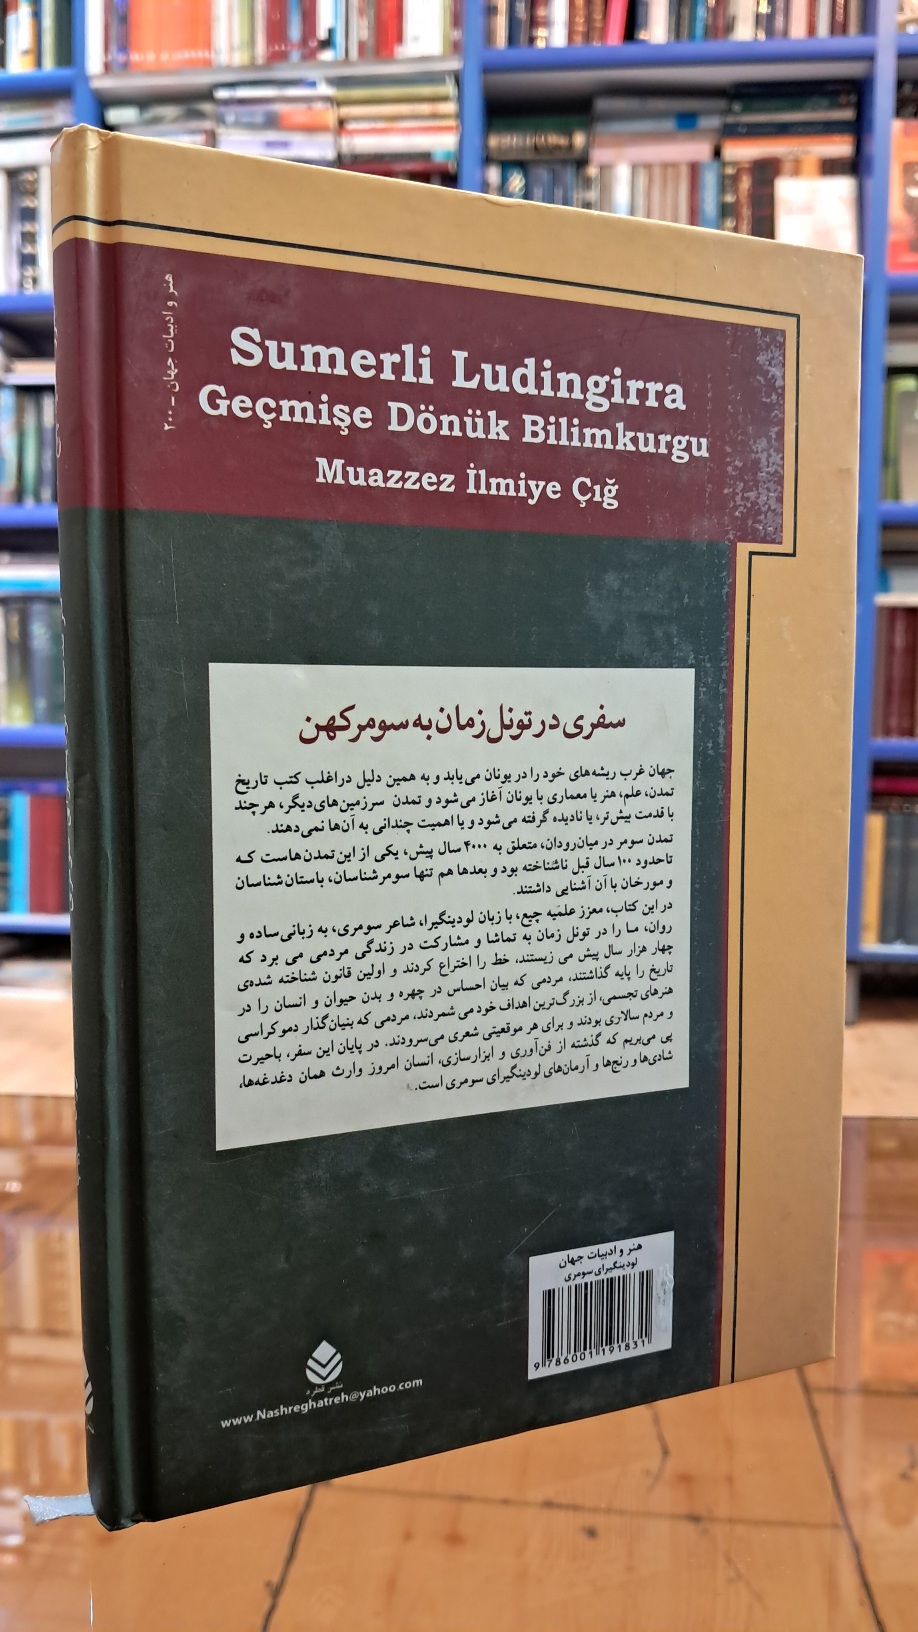 هنر و ادبیات جهان ــ ۲۰۰
Sumerli Ludingirra
Geçmişe Dönük Bilimkurgu
Muazzez İlmiye Çığ
سفری در تونل زمان به سومر کهن
جهان غرب ریشه‌های خود را در یونان می‌یابد و به همین دلیل در اغلب کتب تاریخ
تمدن، علم، هنر یا معماری با یونان آغاز می‌شود و تمدن سرزمین‌های دیگر، هر چند
با قدمت بیش‌تر، یا نادیده گرفته می‌شود و یا اهمیت چندانی به آن‌ها نمی‌دهند.
تمدن سومر در میان‌رودان، متعلق به ۴۰۰۰ سال پیش، یکی از این تمدن‌هاست که
تا حدود ۱۰۰ سال قبل ناشناخته بود و بعدها هم تنها سومرشناسان، باستان‌شناسان
و مورخان با آن آشنایی داشتند.
در این کتاب، معزز علمیه چیع، با زبان لودینگیرا، شاعر سومری، به زبانی ساده و
روان، ما را در تونل زمان به تماشا و مشارکت در زندگی مردمی می برد که
چهار هزار سال پیش می زیستند، خط را اختراع کردند و اولین قانون شناخته شده‌ی
تاریخ را پایه گذاشتند، مردمی که بیان احساس در چهره و بدن حیوان و انسان را در
هنرهای تجسمی، از بزرگ‌ترین اهداف خود می شمردند، مردمی که بنیان‌گذار دموکراسی
و مردم سالاری بودند و برای هر موقعیتی شعری می‌سرودند. در پایان این سفر، باحیرت
پی می‌بریم که گذشته از فن‌آوری و ابزارسازی، انسان امروز وارث همان دغدغه‌ها،
شادی‌ها و رنج‌ها و آرمان‌های لودینگیرای سومری است.
هنر و ادبیات جهان
لودینگیرای سومری
9 786001 191831
نشر قطره
www.Nashreghatreh@yahoo.com